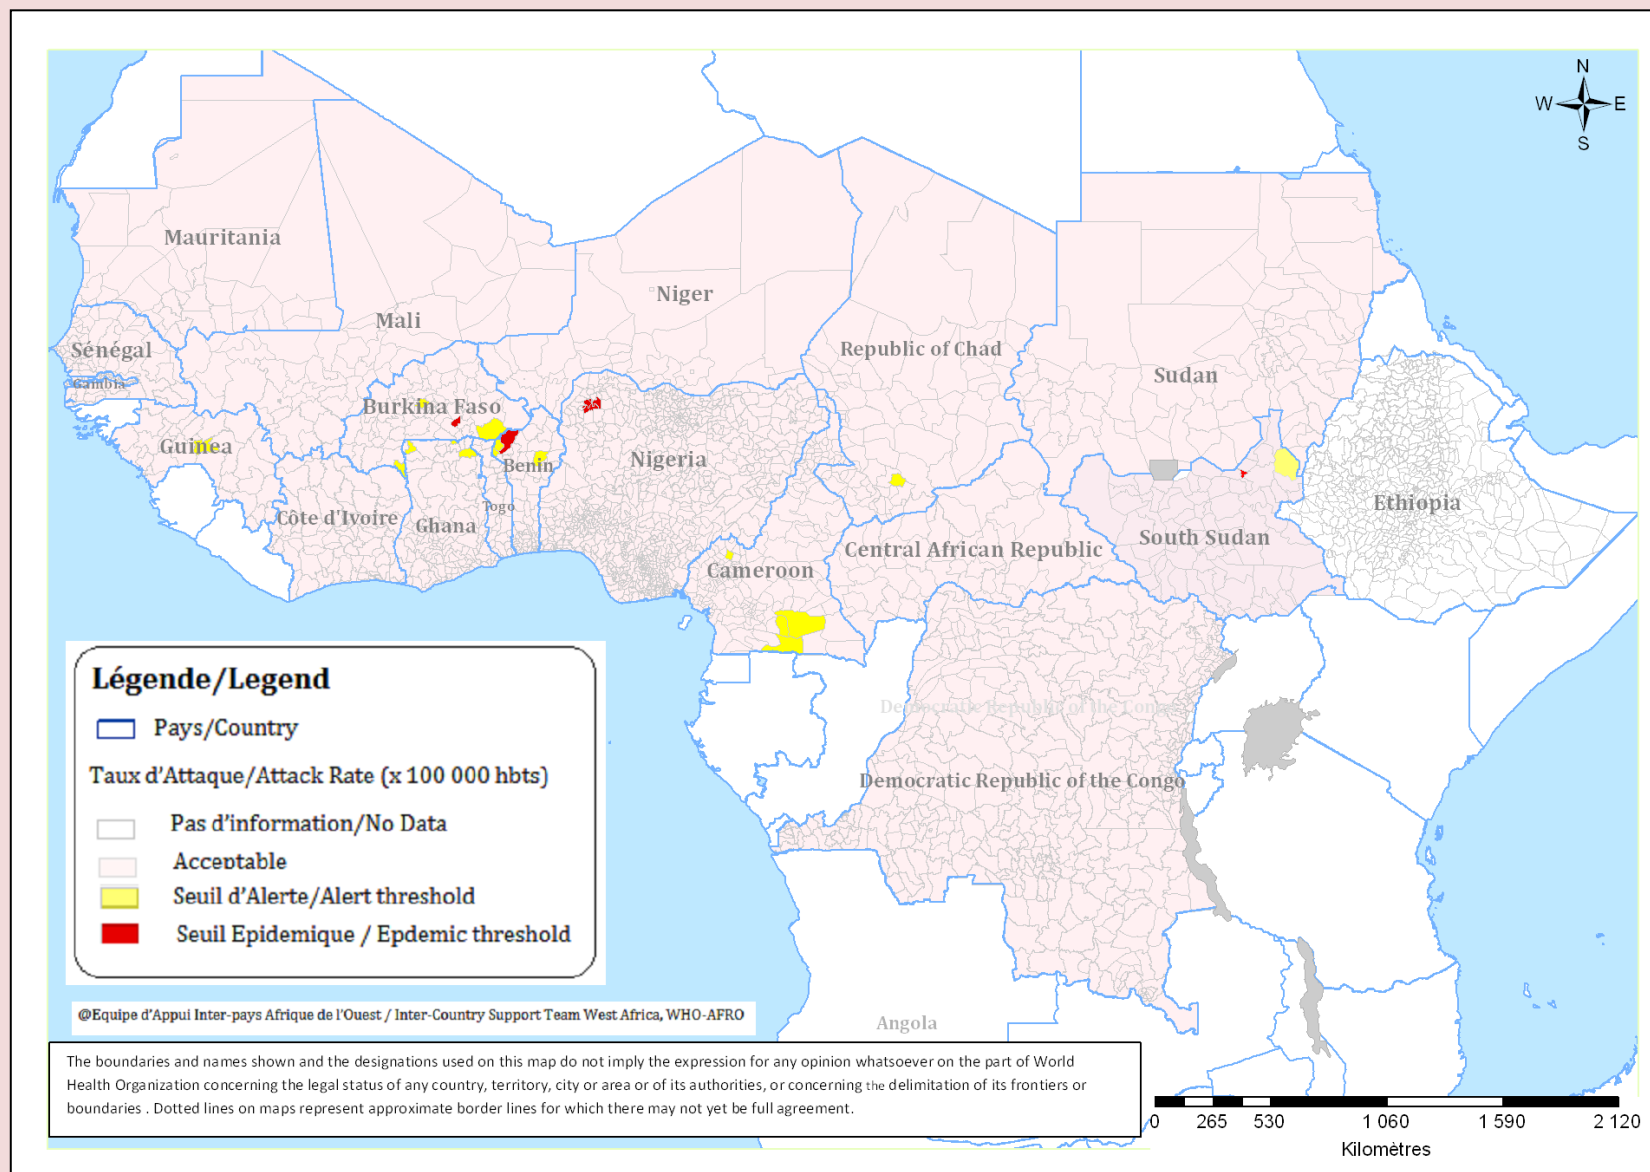 N
W E
S
Mauritania
Niger
Mali
Sénégal
Republic of Chad
Sudan
Gambia
Burkina Faso
Guinea
Nigeria
Benin
Ethiopia
Togo
Côte d'Ivoire
Ghana
South Sudan
Central African Republic
Cameroon
Democratic Republic of the Congo
Democratic Republic of the Congo
Angola
Légende/Legend
Pays/Country
Taux d'Attaque/Attack Rate (x 100 000 hbts)
Pas d'information/No Data
Acceptable
Seuil d'Alerte/Alert threshold
Seuil Epidemique / Epdemic threshold
@Equipe d'Appui Inter-pays Afrique de l'Ouest / Inter-Country Support Team West Africa, WHO-AFRO
The boundaries and names shown and the designations used on this map do not imply the expression for any opinion whatsoever on the part of World
Health Organization concerning the legal status of any country, territory, city or area or of its authorities, or concerning the delimitation of its frontiers or
boundaries . Dotted lines on maps represent approximate border lines for which there may not yet be full agreement.
0 265 530 1 060 1 590 2 120
Kilomètres